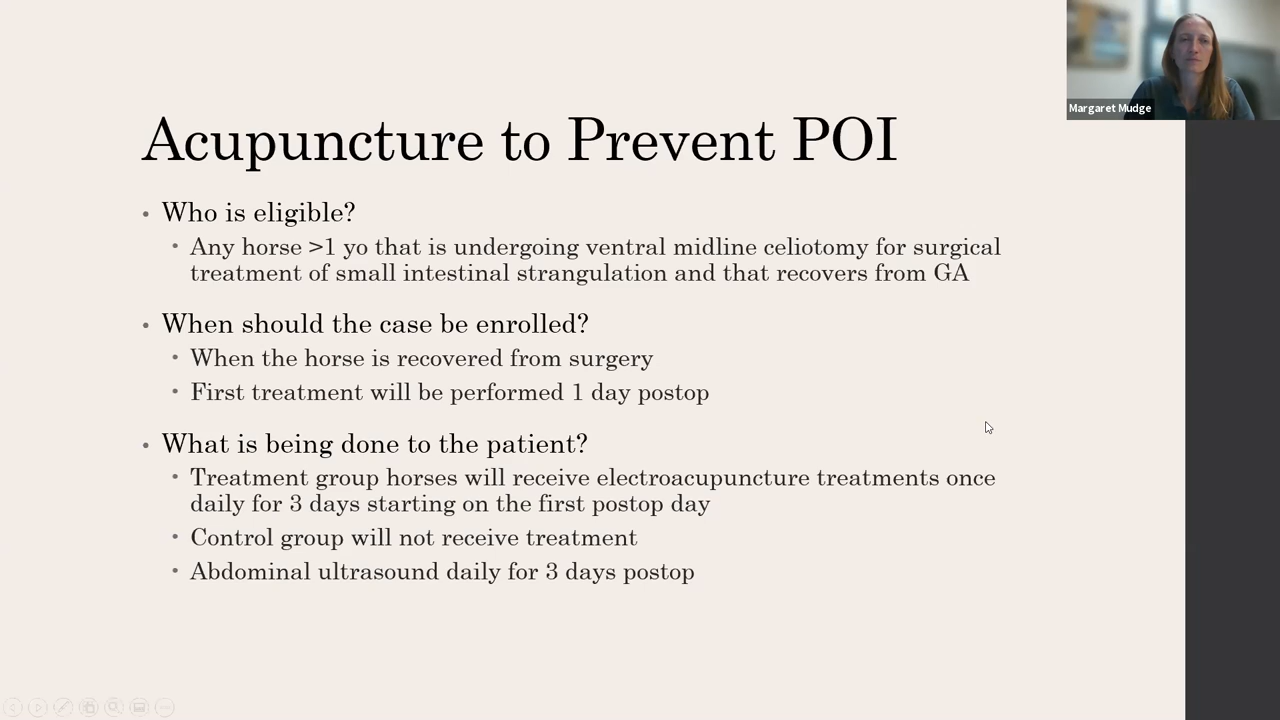 Margaret Mudge
Acupuncture to Prevent POI
• Who is eligible?
• Any horse >1 yo that is undergoing ventral midline celiotomy for surgical
treatment of small intestinal strangulation and that recovers from GA
• When should the case be enrolled?
• When the horse is recovered from surgery
• First treatment will be performed 1 day postop
• What is being done to the patient?
• Treatment group horses will receive electroacupuncture treatments once
daily for 3 days starting on the first postop day
• Control group will not receive treatment
• Abdominal ultrasound daily for 3 days postop